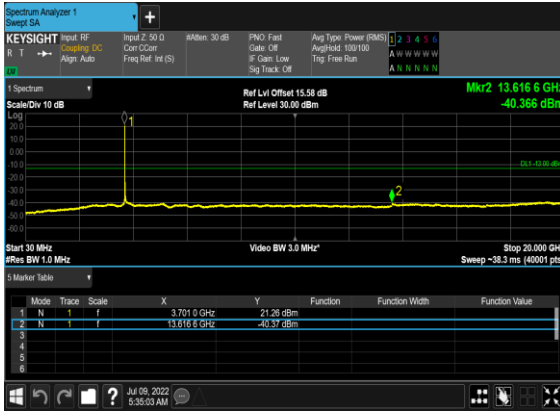 Spectrum Analyzer 1
Swept SA
+
KEYSIGHT Input: RF Input Z: 50 Ω #Atten: 30 dB PNO: Fast Avg Type: Power (RMS) 1 2 3 4 5 6
R T Coupling: DC Corr CCorr Gate: Off Avg|Hold: 100/100 A W W W W W
Align: Auto Freq Ref: Int (S) IF Gain: Low Trig: Free Run
Sig Track: Off A N N N N N
1 Spectrum Ref Lvl Offset 15.58 dB Mkr2 13.616 6 GHz
Scale/Div 10 dB Ref Level 30.00 dBm -40.366 dBm
Log
20.0
10.0
0.00
-10.0
-20.0
-30.0
-40.0
-50.0
-60.0
1
DL1 -13.00 dBm
2
Start 30 MHz Video BW 3.0 MHz* Stop 20.000 GH
#Res BW 1.0 MHz Sweep ~38.3 ms (40001 pts
5 Marker Table
Mode Trace Scale X Y Function Function Width Function Value
1 N 1 f 3.701 0 GHz 21.26 dBm
2 N 1 f 13.616 6 GHz -40.37 dBm
3
4
5
6
? Jul 09, 2022
5:35:03 AM